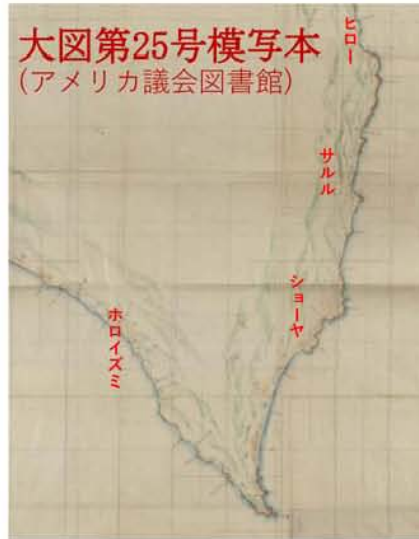 大図第25号模写本
(アメリカ議会図書館)
ヒロー
サルル
ショーヤ
ホロイズミ